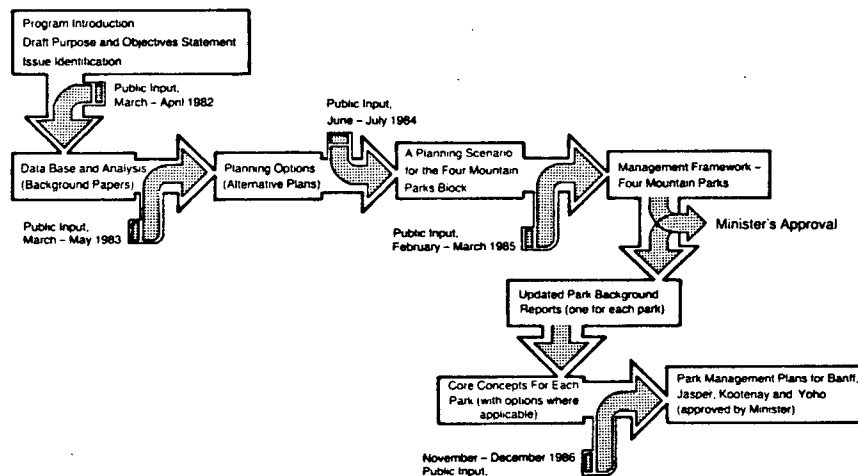 Program Introduction
Draft Purpose and Objectives Statement
Issue Identification
Public Input,
March – April 1982
Data Base and Analysis
(Background Papers)
Public Input,
March – May 1983
Planning Options
(Alternative Plans)
Public Input,
June – July 1984
A Planning Scenario
for the Four Mountain
Parks Block
Public Input,
February – March 1985
Management Framework –
Four Mountain Parks
Minister's Approval
Updated Park Background
Reports (one for each park)
Core Concepts For Each
Park (with options where
applicable)
November – December 1986
Public Input,
Park Management Plans for Banff,
Jasper, Kootenay and Yoho
(approved by Minister)